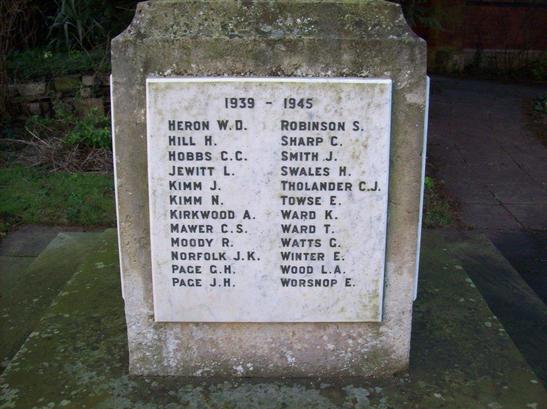 1939 - 1945
HERON W.D.
HILL H.
HOBBS C.C.
JEWITT L.
KIMM J.
KIMM N.
KIRKWOOD A.
MAWER C.S.
MOODY R.
NORFOLK J.K.
PAGE G.H.
PAGE J.H.
ROBINSON S.
SHARP C.
SMITH J.
SWALES H.
THOLANDER C.J.
TOWSE E.
WARD K.
WARD T.
WATTS G.
WINTER E.
WOOD L.A.
WORSNOP E.